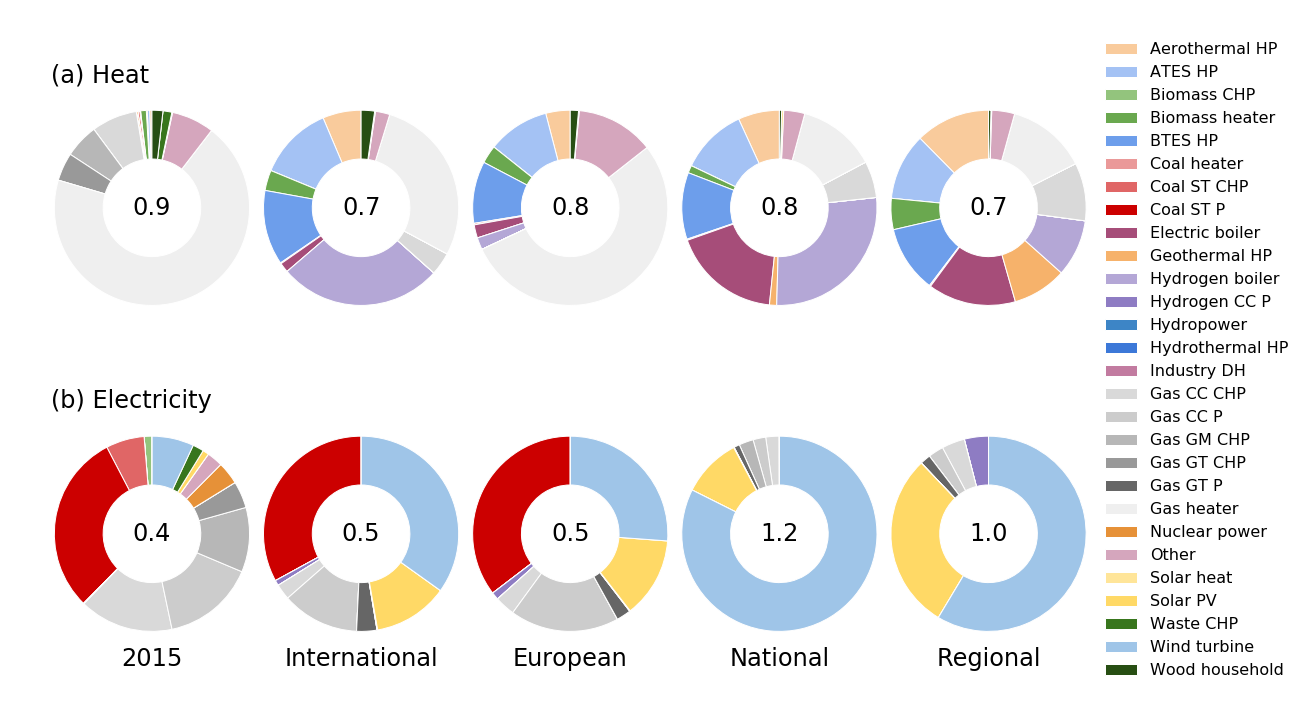 (a) Heat
0.9
0.7
0.8
0.8
0.7
(b) Electricity
0.4
0.5
0.5
1.2
1.0
2015
International
European
National
Regional
Aerothermal HP
ATES HP
Biomass CHP
Biomass heater
BTES HP
Coal heater
Coal ST CHP
Coal ST P
Electric boiler
Geothermal HP
Hydrogen boiler
Hydrogen CC P
Hydropower
Hydrothermal HP
Industry DH
Gas CC CHP
Gas CC P
Gas GM CHP
Gas GT CHP
Gas GT P
Gas heater
Nuclear power
Other
Solar heat
Solar PV
Waste CHP
Wind turbine
Wood household